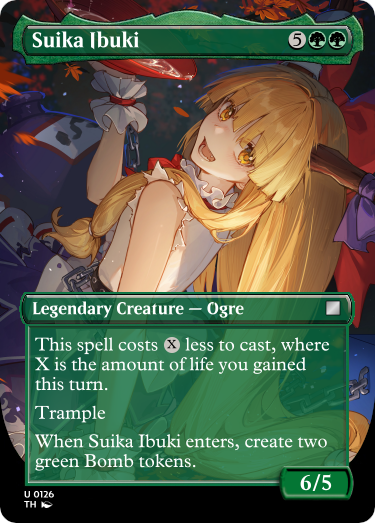 Suika Ibuki 5
Legendary Creature — Ogre
This spell costs X less to cast, where
X is the amount of life you gained
this turn.
Trample
When Suika Ibuki enters, create two
green Bomb tokens.
6/5
U 0126
TH